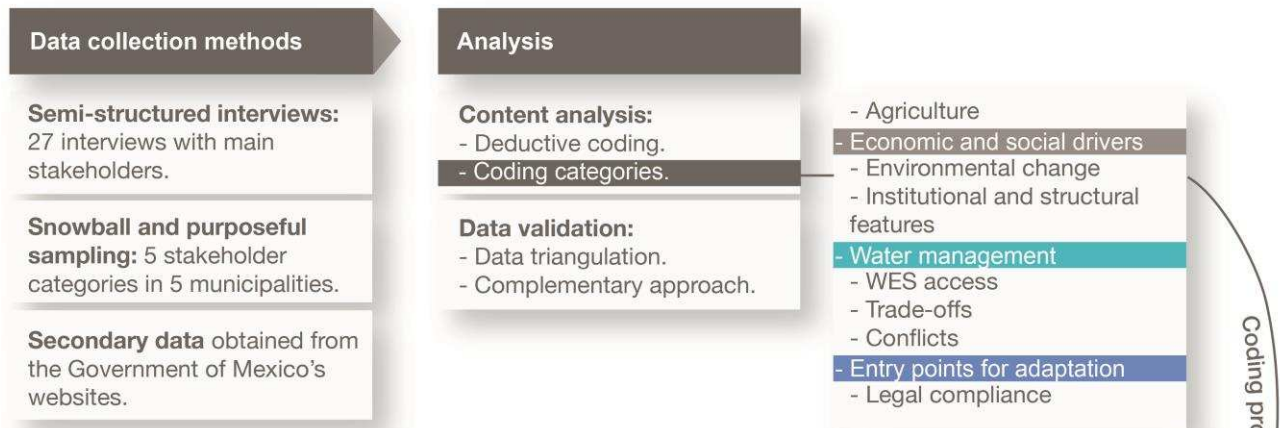 Data collection methods
Semi-structured interviews:
27 interviews with main
stakeholders.
Snowball and purposeful
sampling: 5 stakeholder
categories in 5 municipalities.
Secondary data obtained from
the Government of Mexico's
websites.
Analysis
Content analysis:
- Deductive coding.
- Coding categories.
Data validation:
- Data triangulation.
- Complementary approach.
- Agriculture
- Economic and social drivers
- Environmental change
- Institutional and structural
features
- Water management
- WES access
- Trade-offs
- Conflicts
- Entry points for adaptation
- Legal compliance
Coding